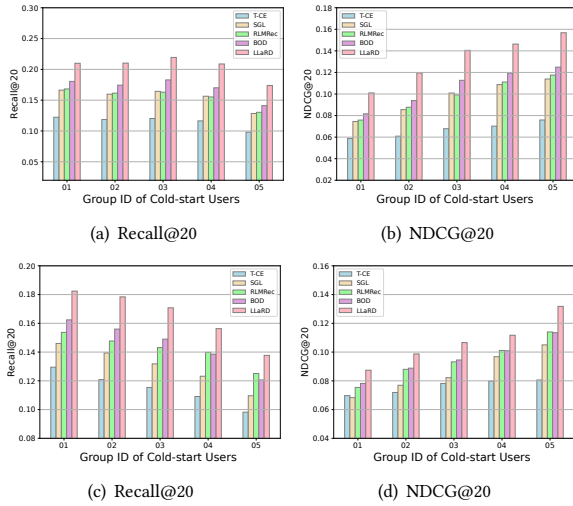 0.30
0.25
0.20
0.15
0.10
0.05
Recall@20
T-CE
SGL
RLMRec
BOD
LLaRD
01 02 03 04 05
Group ID of Cold-start Users
(a) Recall@20
0.18
0.16
0.14
0.12
0.10
0.08
0.06
0.04
0.02
NDCG@20
T-CE
SGL
RLMRec
BOD
LLaRD
01 02 03 04 05
Group ID of Cold-start Users
(b) NDCG@20
0.20
0.18
0.16
0.14
0.12
0.10
0.08
Recall@20
T-CE
SGL
RLMRec
BOD
LLaRD
01 02 03 04 05
Group ID of Cold-start Users
(c) Recall@20
0.16
0.14
0.12
0.10
0.08
0.06
0.04
NDCG@20
T-CE
SGL
RLMRec
BOD
LLaRD
01 02 03 04 05
Group ID of Cold-start Users
(d) NDCG@20